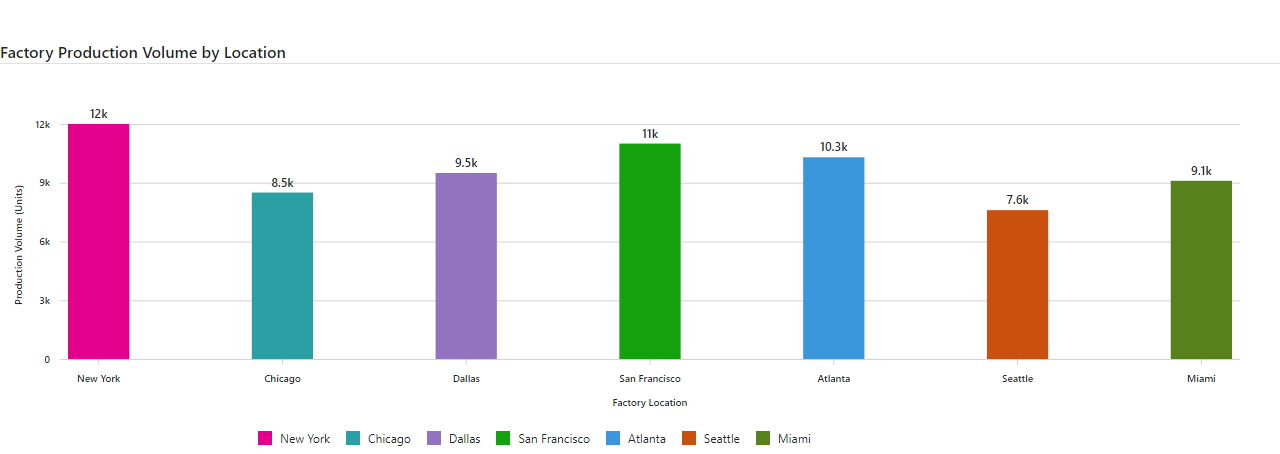 Factory Production Volume by Location
12k
8.5k
9.5k
11k
10.3k
7.6k
9.1k
Production Volume (Units)
12k
9k
6k
3k
0
New York Chicago Dallas San Francisco Atlanta Seattle Miami
Factory Location
New York Chicago Dallas San Francisco Atlanta Seattle Miami